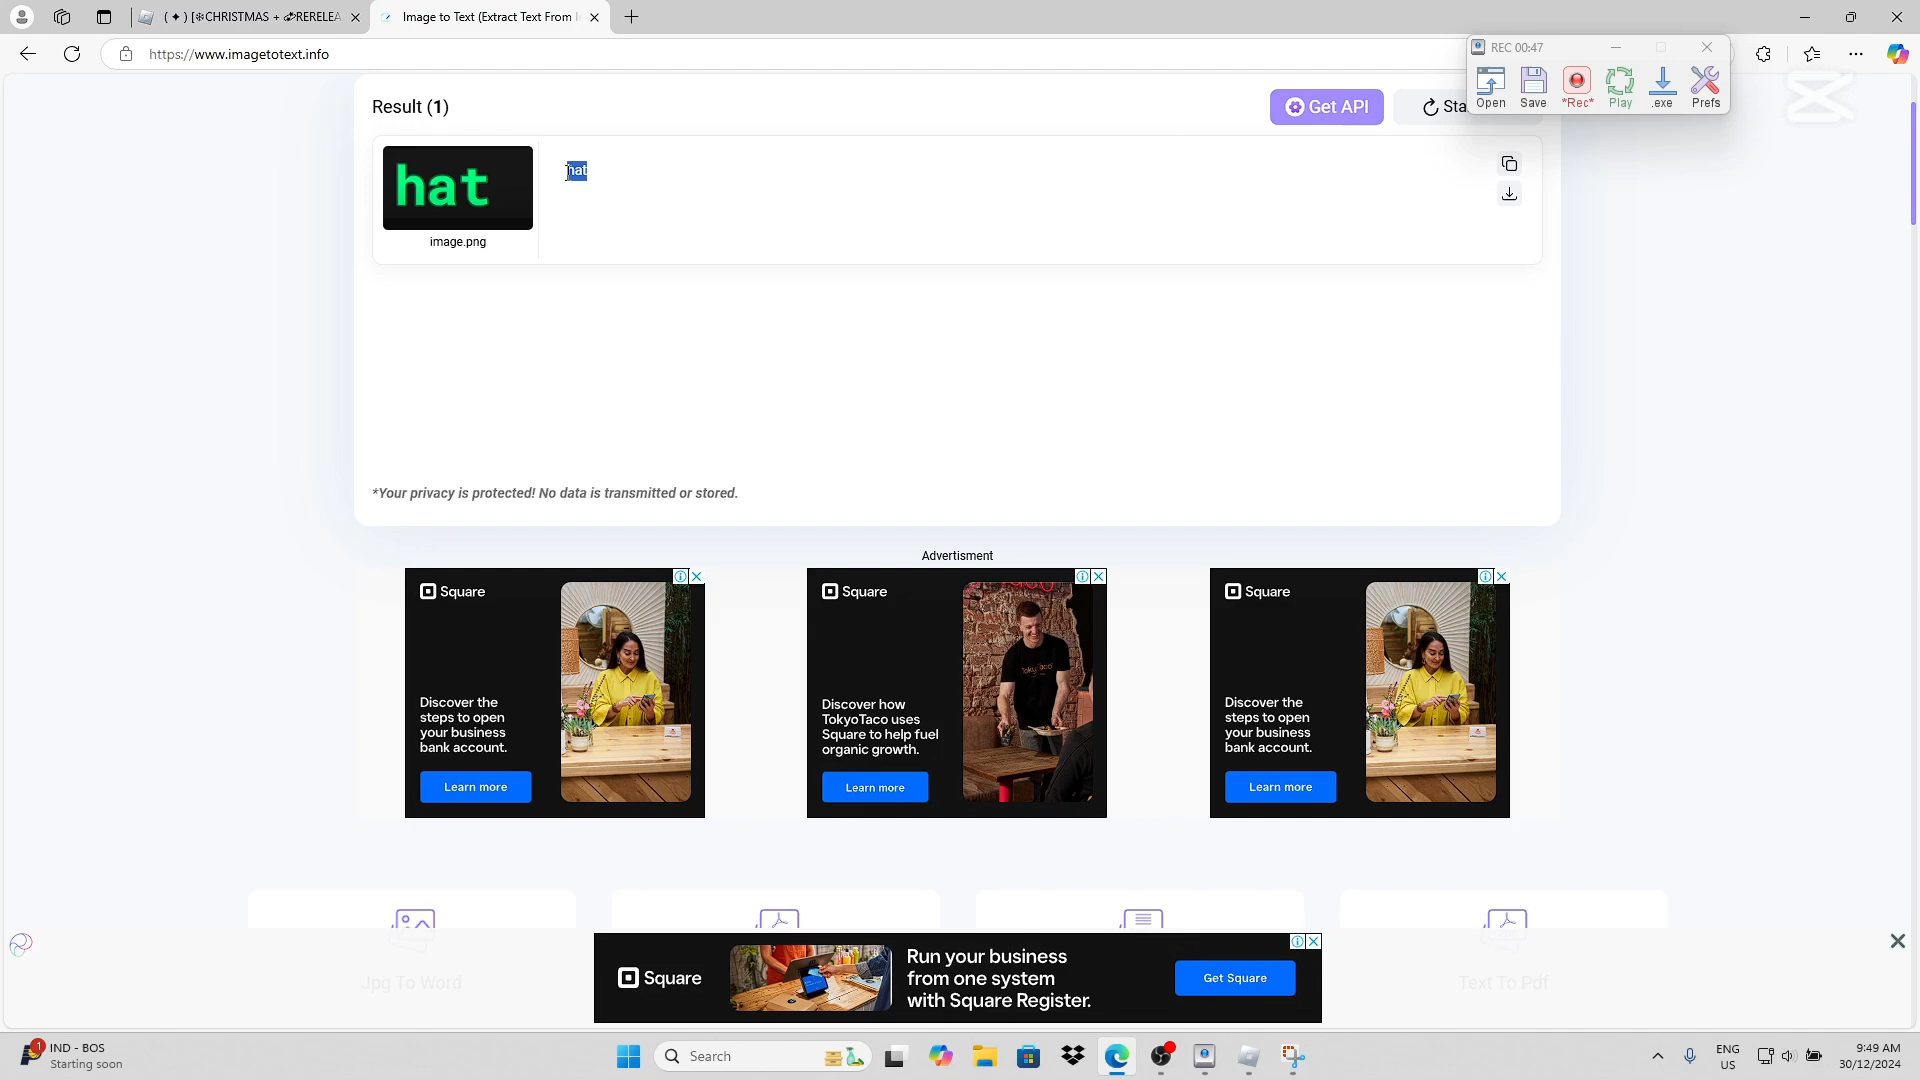 ( ✦ ) [❄CHRISTMAS + 🎣RERELEA
Image to Text (Extract Text From I
https://www.imagetotext.info
REC 00:47
Open
Save
*Rec*
Play
.exe
Prefs
Result (1)
Get API
Sta
hat
hat
image.png
*Your privacy is protected! No data is transmitted or stored.
Advertisment
Square
Discover the
steps to open
your business
bank account.
Learn more
Square
Discover how
TokyoTaco uses
Square to help fuel
organic growth.
Learn more
Square
Discover the
steps to open
your business
bank account.
Learn more
Jpg To Word
Text To Pdf
Square
Run your business
from one system
with Square Register.
Get Square
1
IND - BOS
Starting soon
Search
ENG
US
9:49 AM
30/12/2024